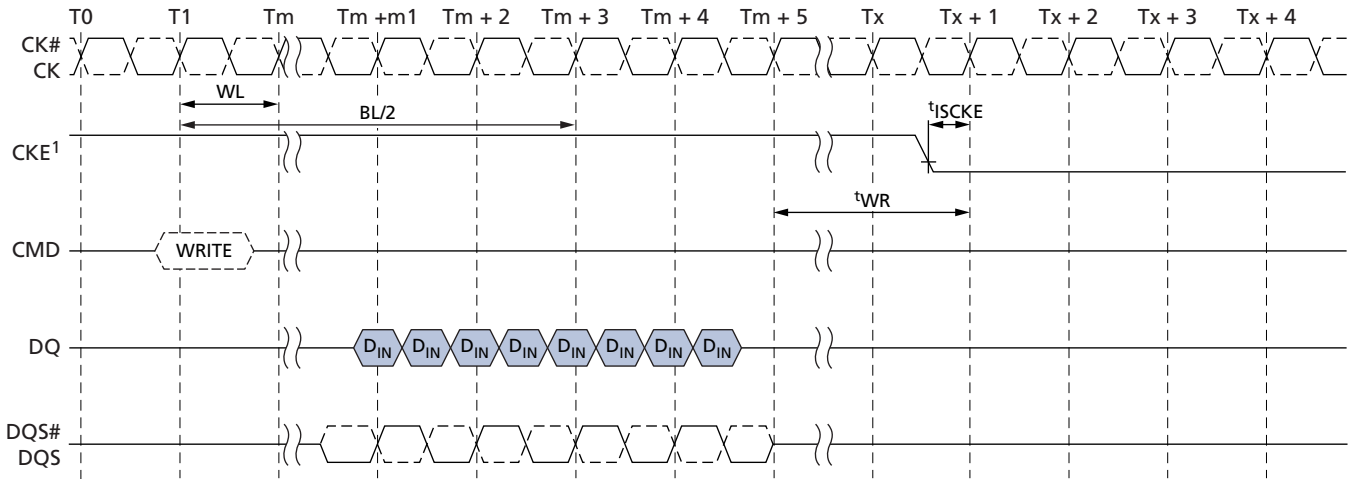 T0 T1 Tm Tm +m1 Tm + 2 Tm + 3 Tm + 4 Tm + 5 Tx Tx + 1 Tx + 2 Tx + 3 Tx + 4
CK#
CK
WL
BL/2
tISCKE
CKE1
tWR
CMD WRITE
DQ DIN DIN DIN DIN DIN DIN DIN DIN
DQS#
DQS